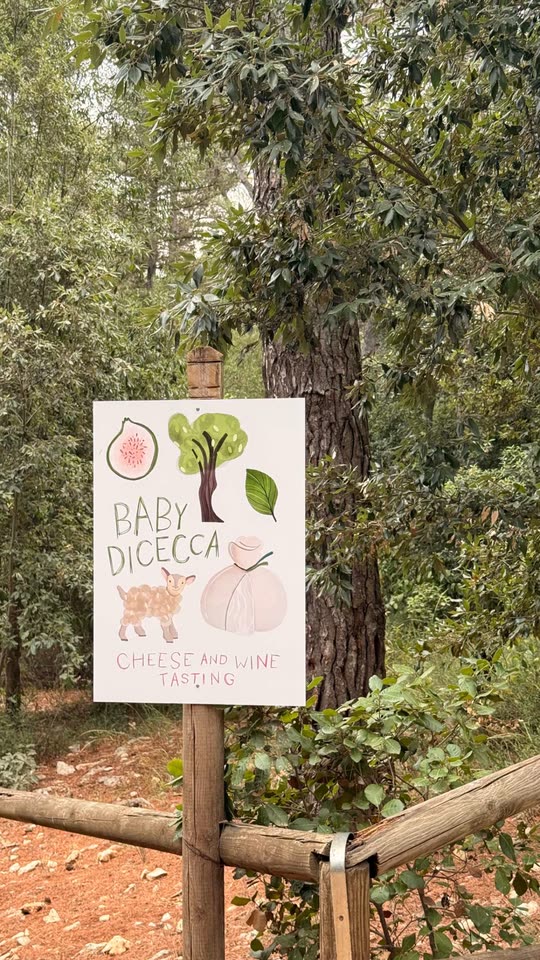 BABY
DICECCA
CHEESE AND WINE
TASTING